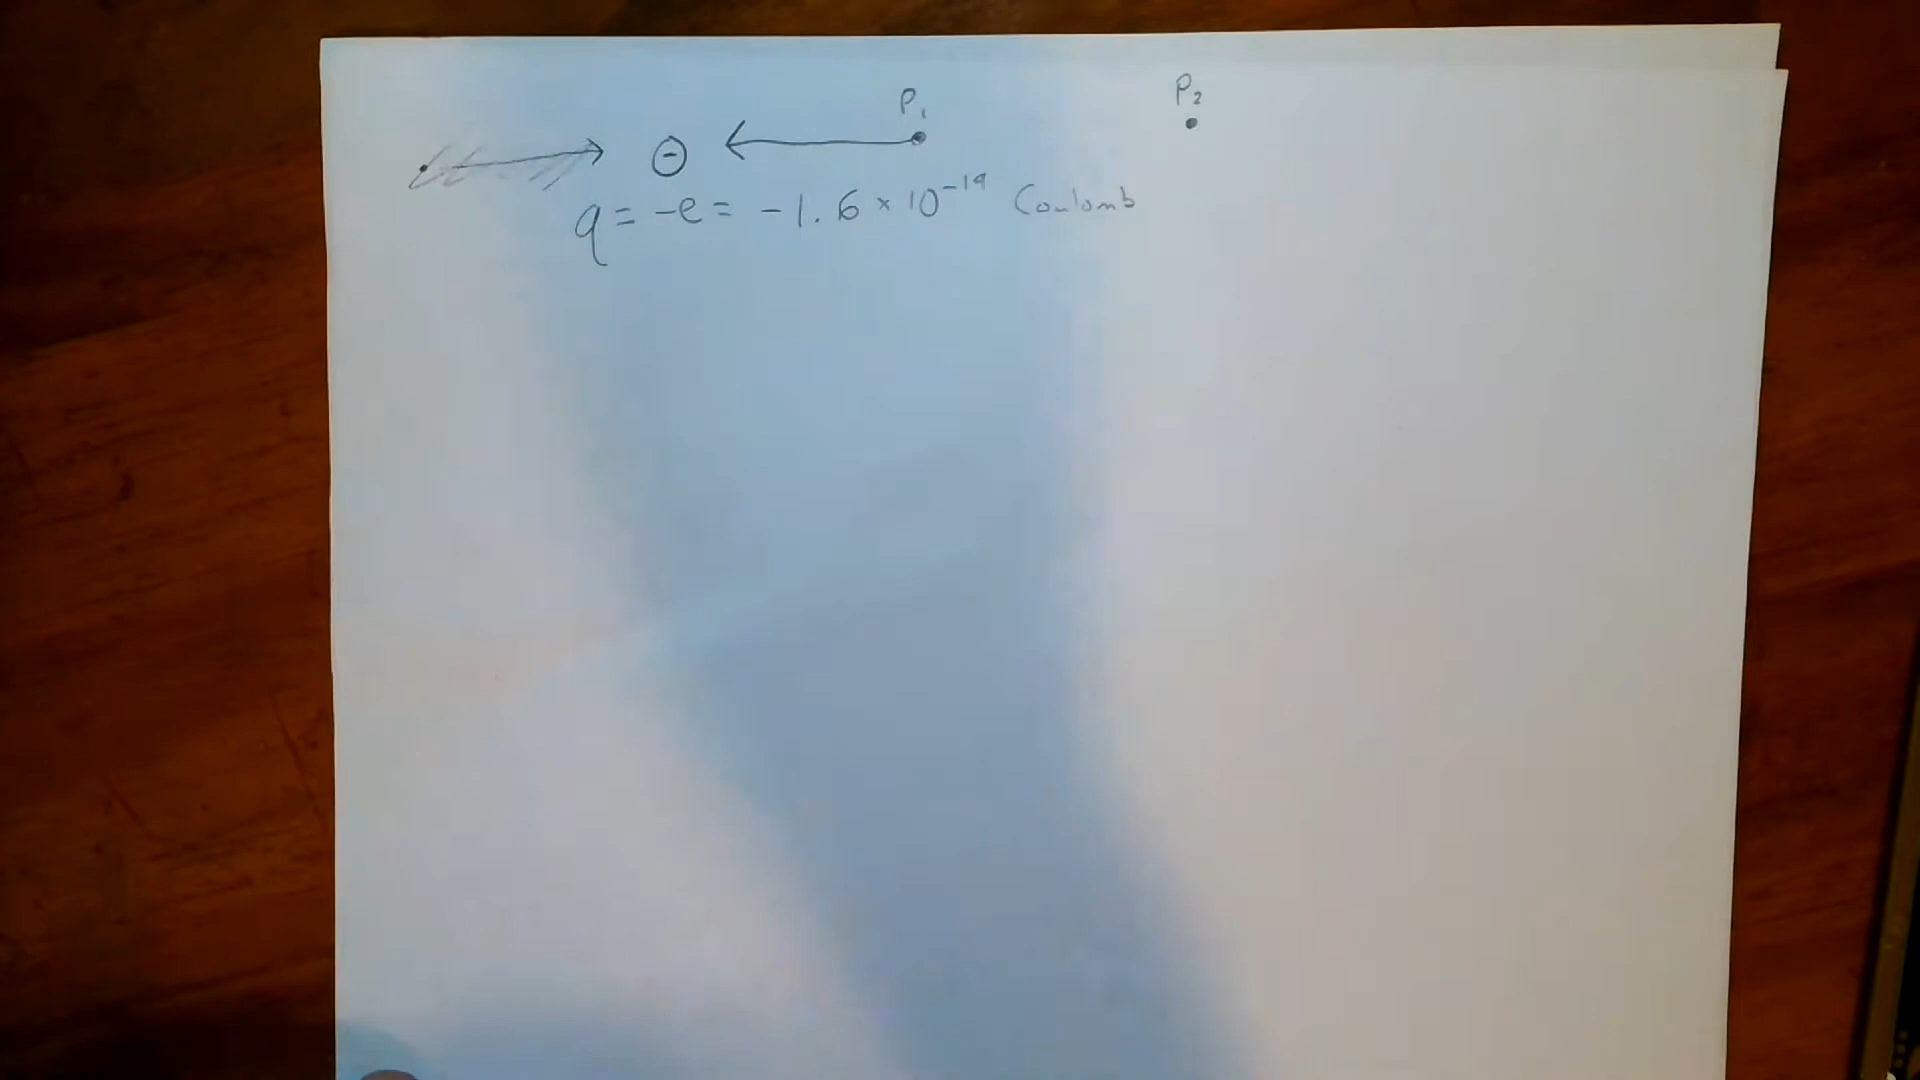 P₁ P₂
⊖
q = -e = -1.6 × 10⁻¹⁹ Coulomb